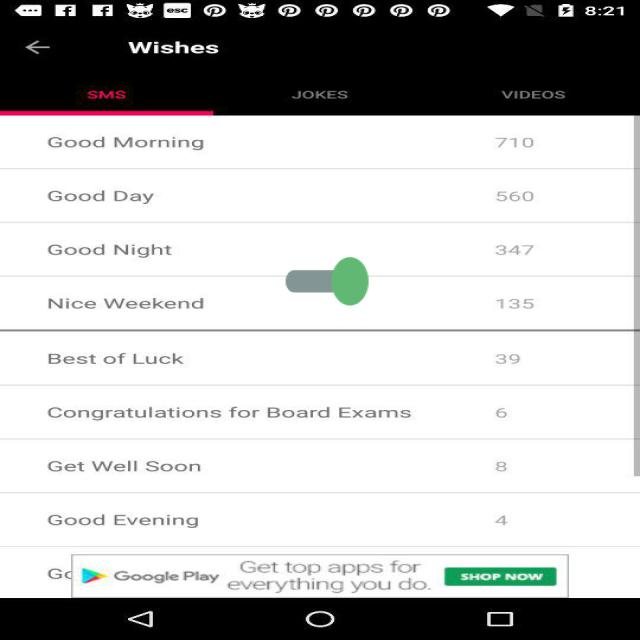 esc 8:21
Wishes
SMS JOKES VIDEOS
Good Morning 710
Good Day 560
Good Night 347
Nice Weekend 135
Best of Luck 39
Congratulations for Board Exams 6
Get Well Soon 8
Good Evening 4
Google Play Get top apps for everything you do. SHOP NOW